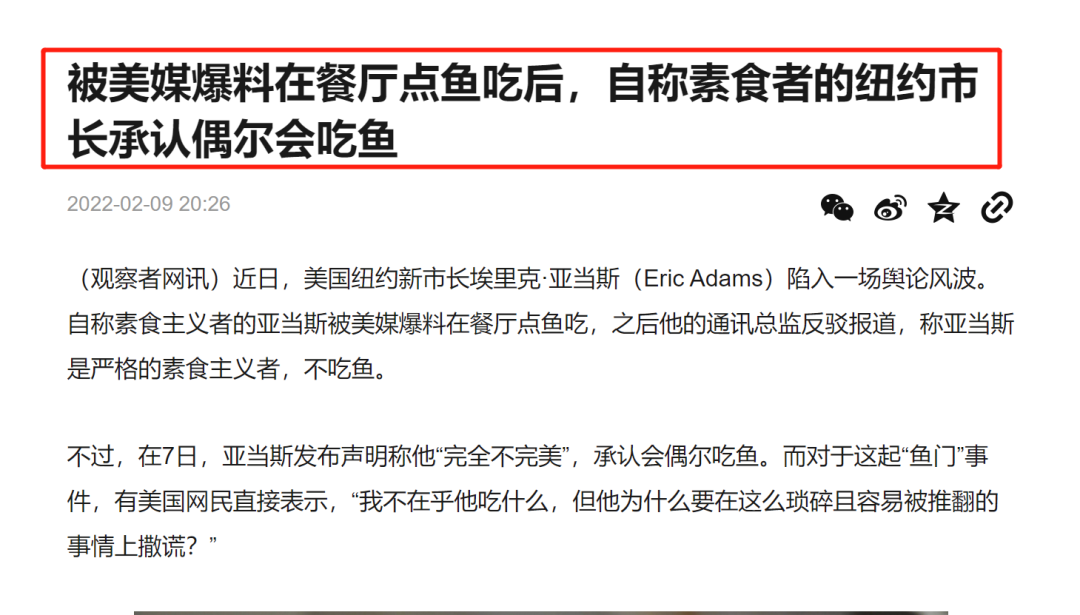 被美媒爆料在餐厅点鱼吃后，自称素食者的纽约市
长承认偶尔会吃鱼
2022-02-09 20:26
（观察者网讯）近日，美国纽约新市长埃里克·亚当斯（Eric Adams）陷入一场舆论风波。
自称素食主义者的亚当斯被美媒爆料在餐厅点鱼吃，之后他的通讯总监反驳报道，称亚当斯
是严格的素食主义者，不吃鱼。
不过，在7日，亚当斯发布声明称他“完全不完美”，承认会偶尔吃鱼。而对于这起“鱼门”事
件，有美国网民直接表示，“我不在乎他吃什么，但他为什么要在这么琐碎且容易被推翻的
事情上撒谎？”